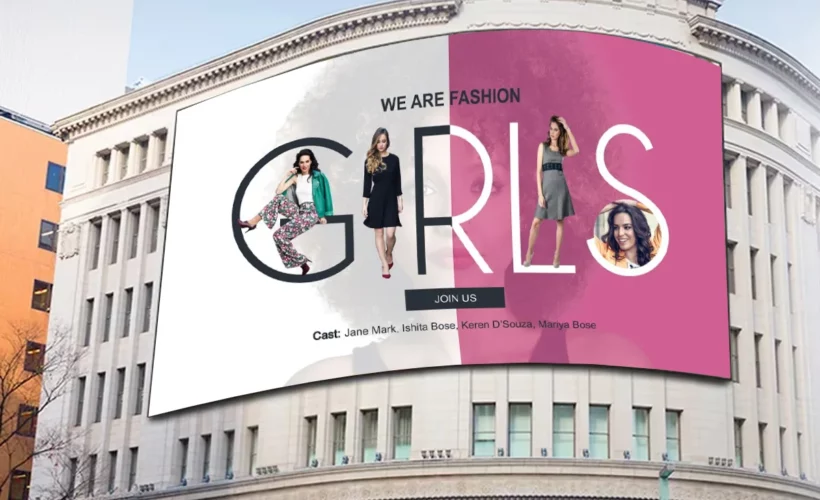 WE ARE FASHION
GIRLS
JOIN US
Cast: Jane Mark, Ishita Bose, Keren D'Souza, Mariya Bose